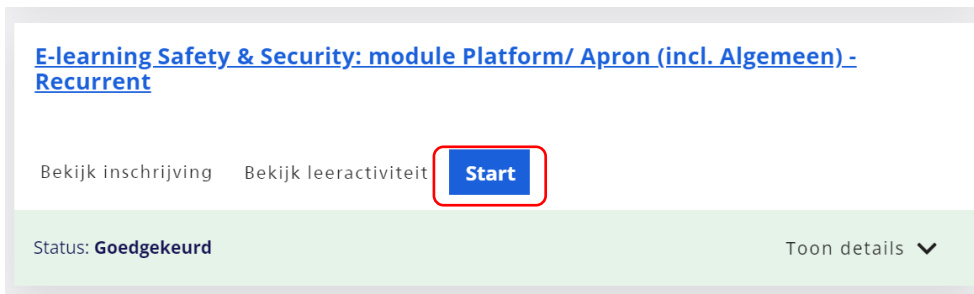 E-learning Safety & Security: module Platform/ Apron (incl. Algemeen) -
Recurrent
Bekijk inschrijving Bekijk leeractiviteit Start
Status: Goedgekeurd Toon details